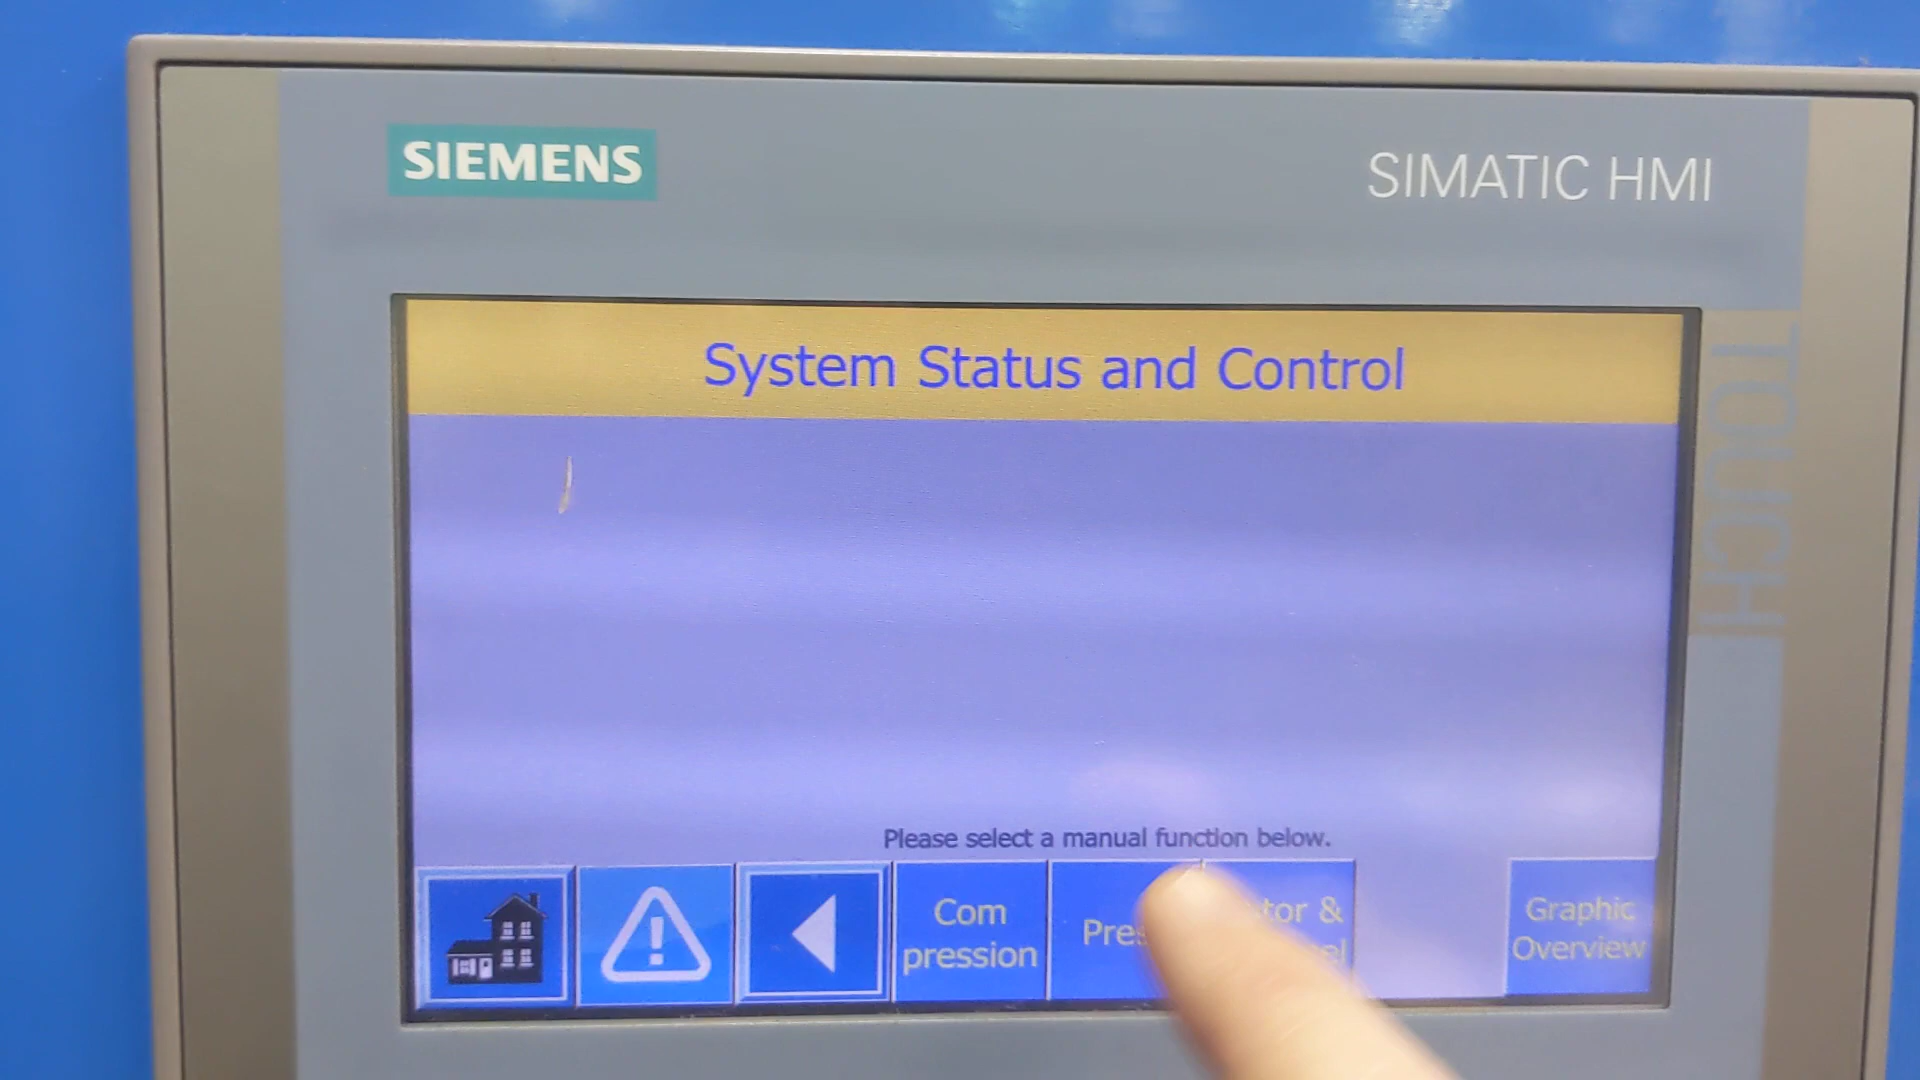 SIEMENS
SIMATIC HMI
TOUCH
System Status and Control
Please select a manual function below.
Com
pression
&
Graphic
Overview